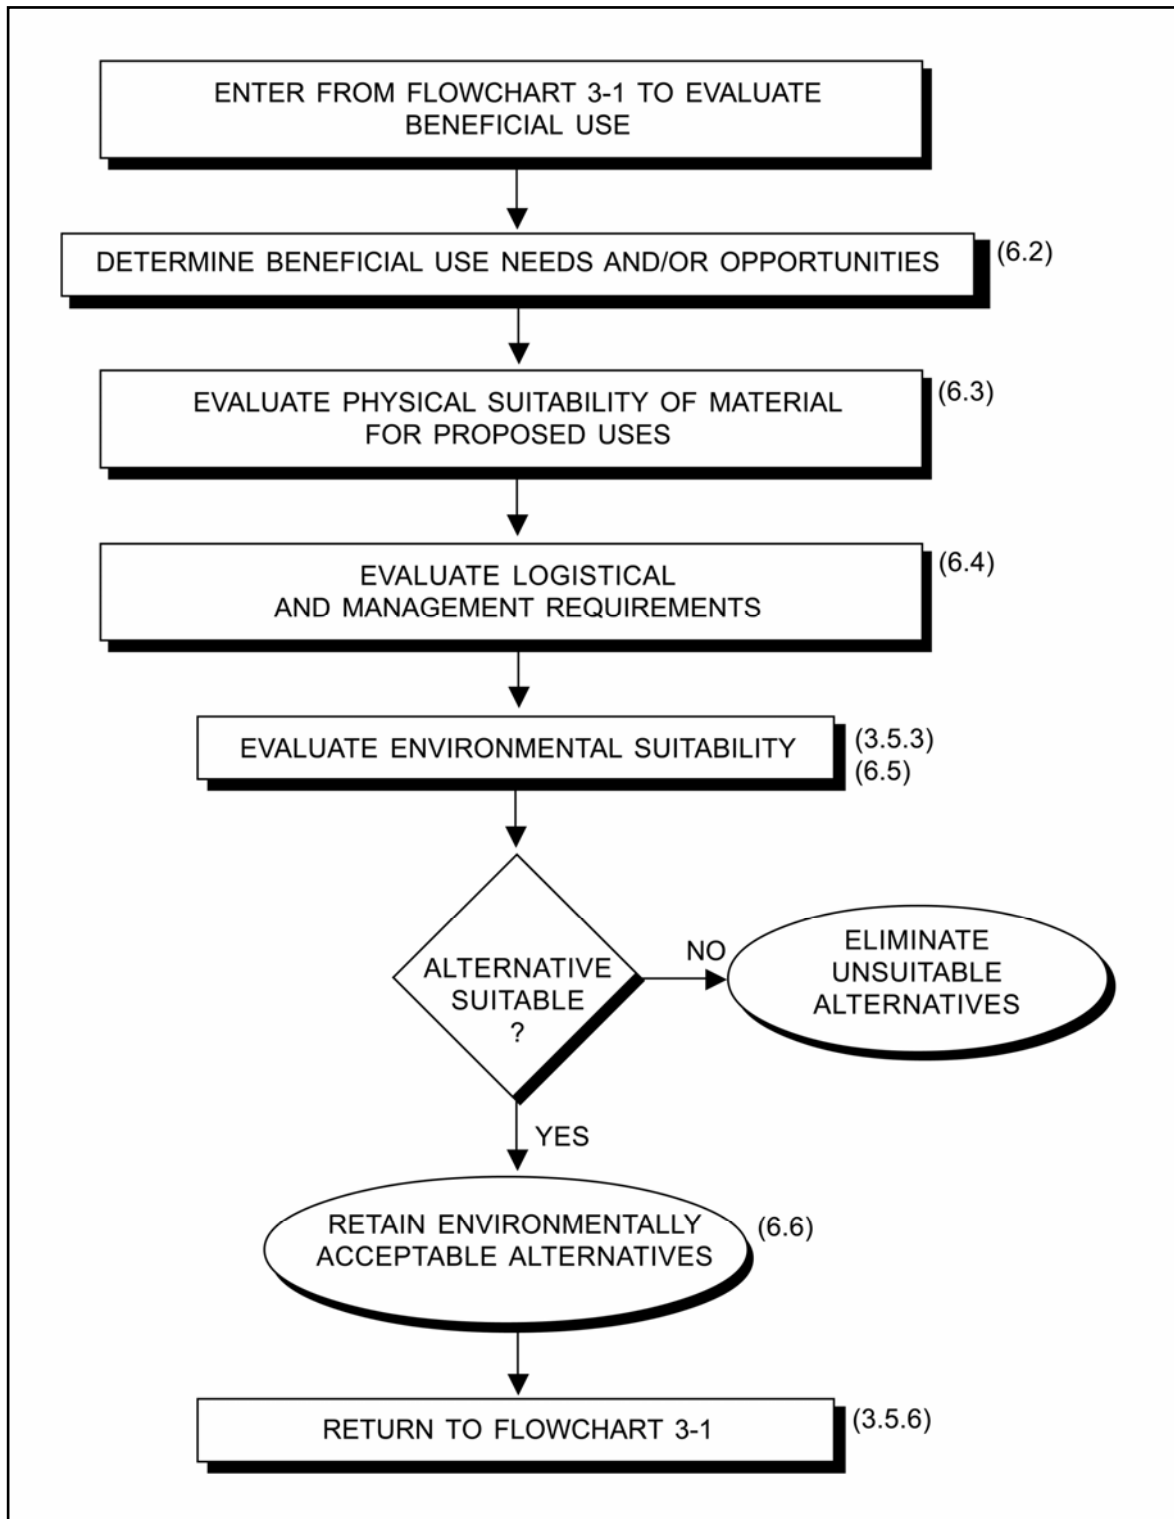 ENTER FROM FLOWCHART 3-1 TO EVALUATE
BENEFICIAL USE
DETERMINE BENEFICIAL USE NEEDS AND/OR OPPORTUNITIES
(6.2)
EVALUATE PHYSICAL SUITABILITY OF MATERIAL
FOR PROPOSED USES
(6.3)
EVALUATE LOGISTICAL
AND MANAGEMENT REQUIREMENTS
(6.4)
EVALUATE ENVIRONMENTAL SUITABILITY
(3.5.3)
(6.5)
ALTERNATIVE
SUITABLE
?
NO
ELIMINATE
UNSUITABLE
ALTERNATIVES
YES
RETAIN ENVIRONMENTALLY
ACCEPTABLE ALTERNATIVES
(6.6)
RETURN TO FLOWCHART 3-1
(3.5.6)